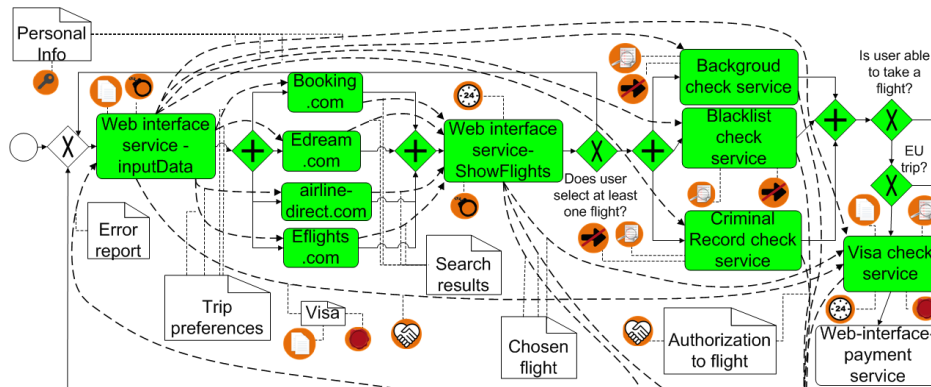 Personal
Info
Web interface
service -
inputData
Error
report
Trip
preferences
Visa
Booking
.com
Edream
.com
airline-
direct.com
Eflights
.com
Search
results
24
Web interface
service-
ShowFlights
Does user
select at least
one flight?
Chosen
flight
Backgroud
check service
Blacklist
check
service
Criminal
Record check
service
Authorization
to flight
Is user able
to take a
flight?
EU
trip?
Visa check
service
24
Web-interface-
payment
service